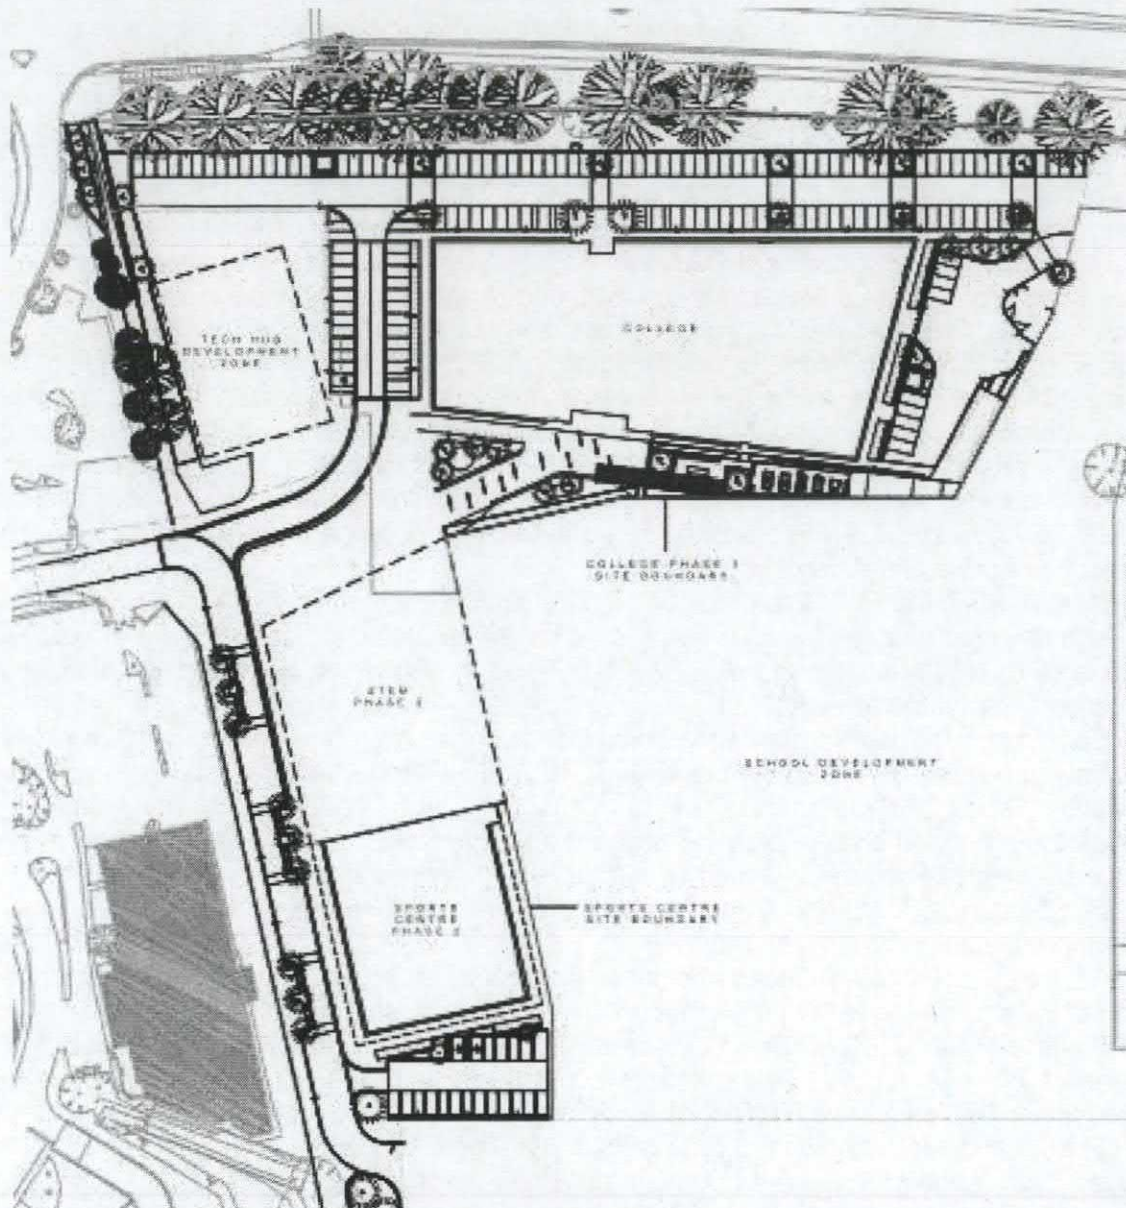 TECH HUB
DEVELOPMENT
ZONE
COLLEGE
COLLEGE PHASE 1
SITE BOUNDARY
STEM
PHASE 2
SCHOOL DEVELOPMENT
ZONE
SPORTS
CENTRE
PHASE 2
SPORTS CENTRE
SITE BOUNDARY